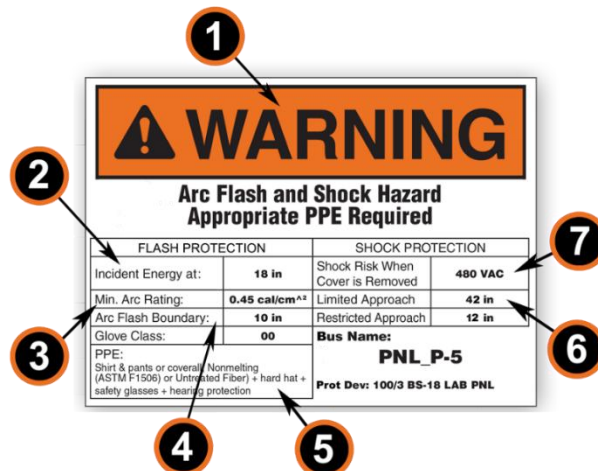 1
WARNING
Arc Flash and Shock Hazard
Appropriate PPE Required
2
FLASH PROTECTION
SHOCK PROTECTION
7
Incident Energy at: 18 in
Shock Risk When
Cover is Removed 480 VAC
3
Min. Arc Rating: 0.45 cal/cm^²
Limited Approach 42 in
6
Arc Flash Boundary: 10 in
Restricted Approach 12 in
4
Glove Class: 00
Bus Name:
PNL_P-5
PPE:
Shirt & pants or coverall, Nonmelting
(ASTM F1506) or Untreated Fiber) + hard hat +
safety glasses + hearing protection
5
Prot Dev: 100/3 BS-18 LAB PNL